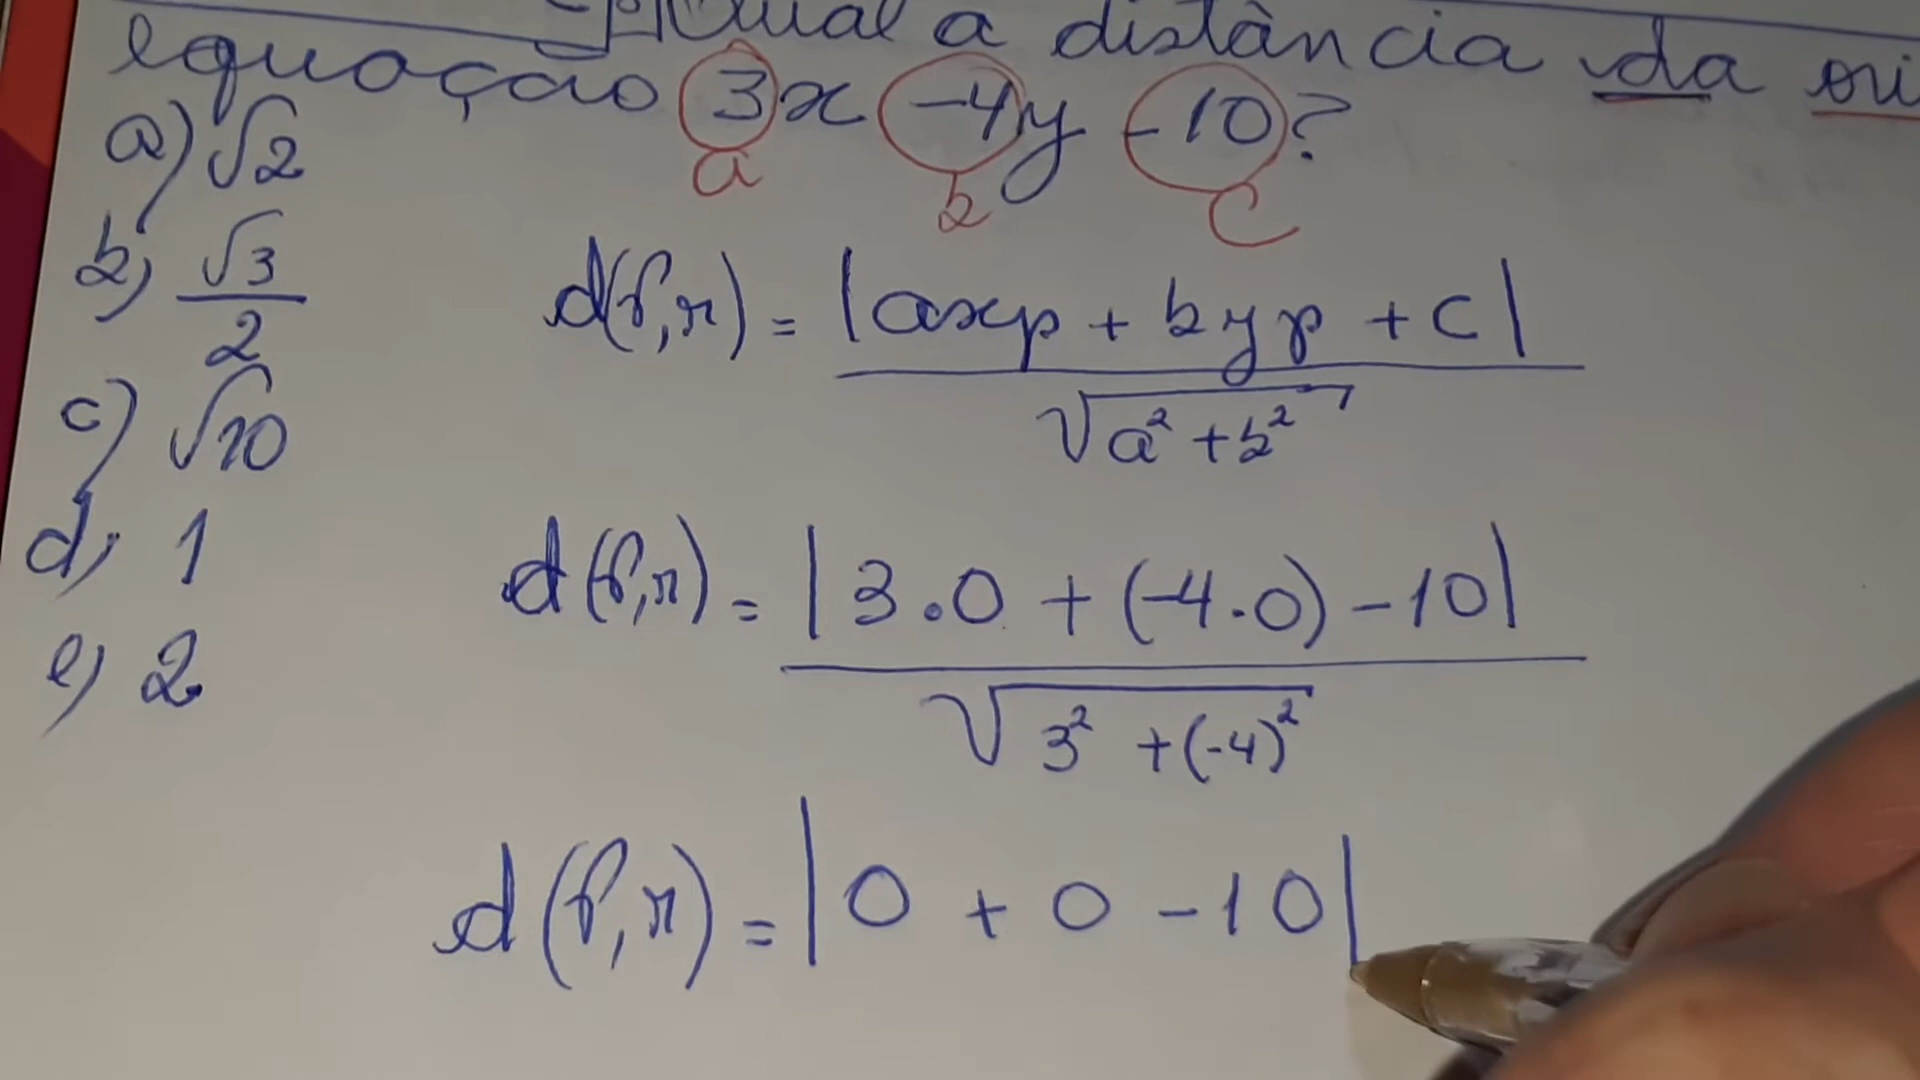 Qual a distância da ori
equação 3x -4y -10?
a b c
a) √2
b) √3/2
c) √10
d) 1
e) 2
d(P,r) = |axp + byp + c|
√a² + b²
d(P,r) = |3.0 + (-4.0) - 10|
√3² + (-4)²
d(P,r) = |0 + 0 - 10|